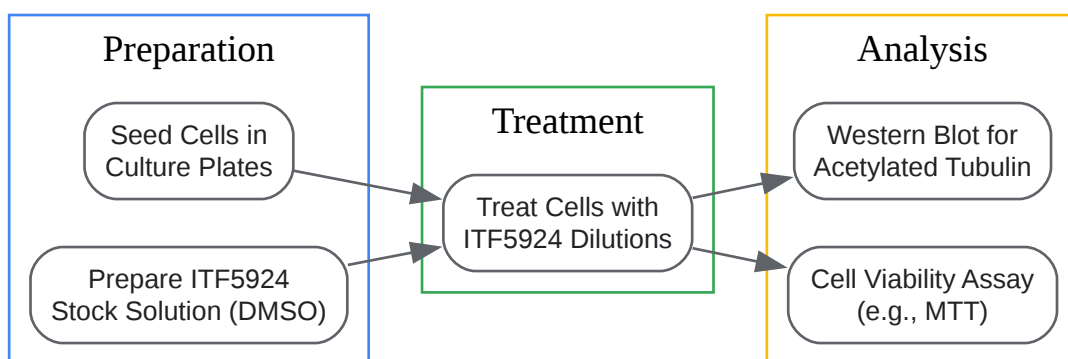 Preparation
Seed Cells in
Culture Plates
Prepare ITF5924
Stock Solution (DMSO)
Treatment
Treat Cells with
ITF5924 Dilutions
Analysis
Western Blot for
Acetylated Tubulin
Cell Viability Assay
(e.g., MTT)